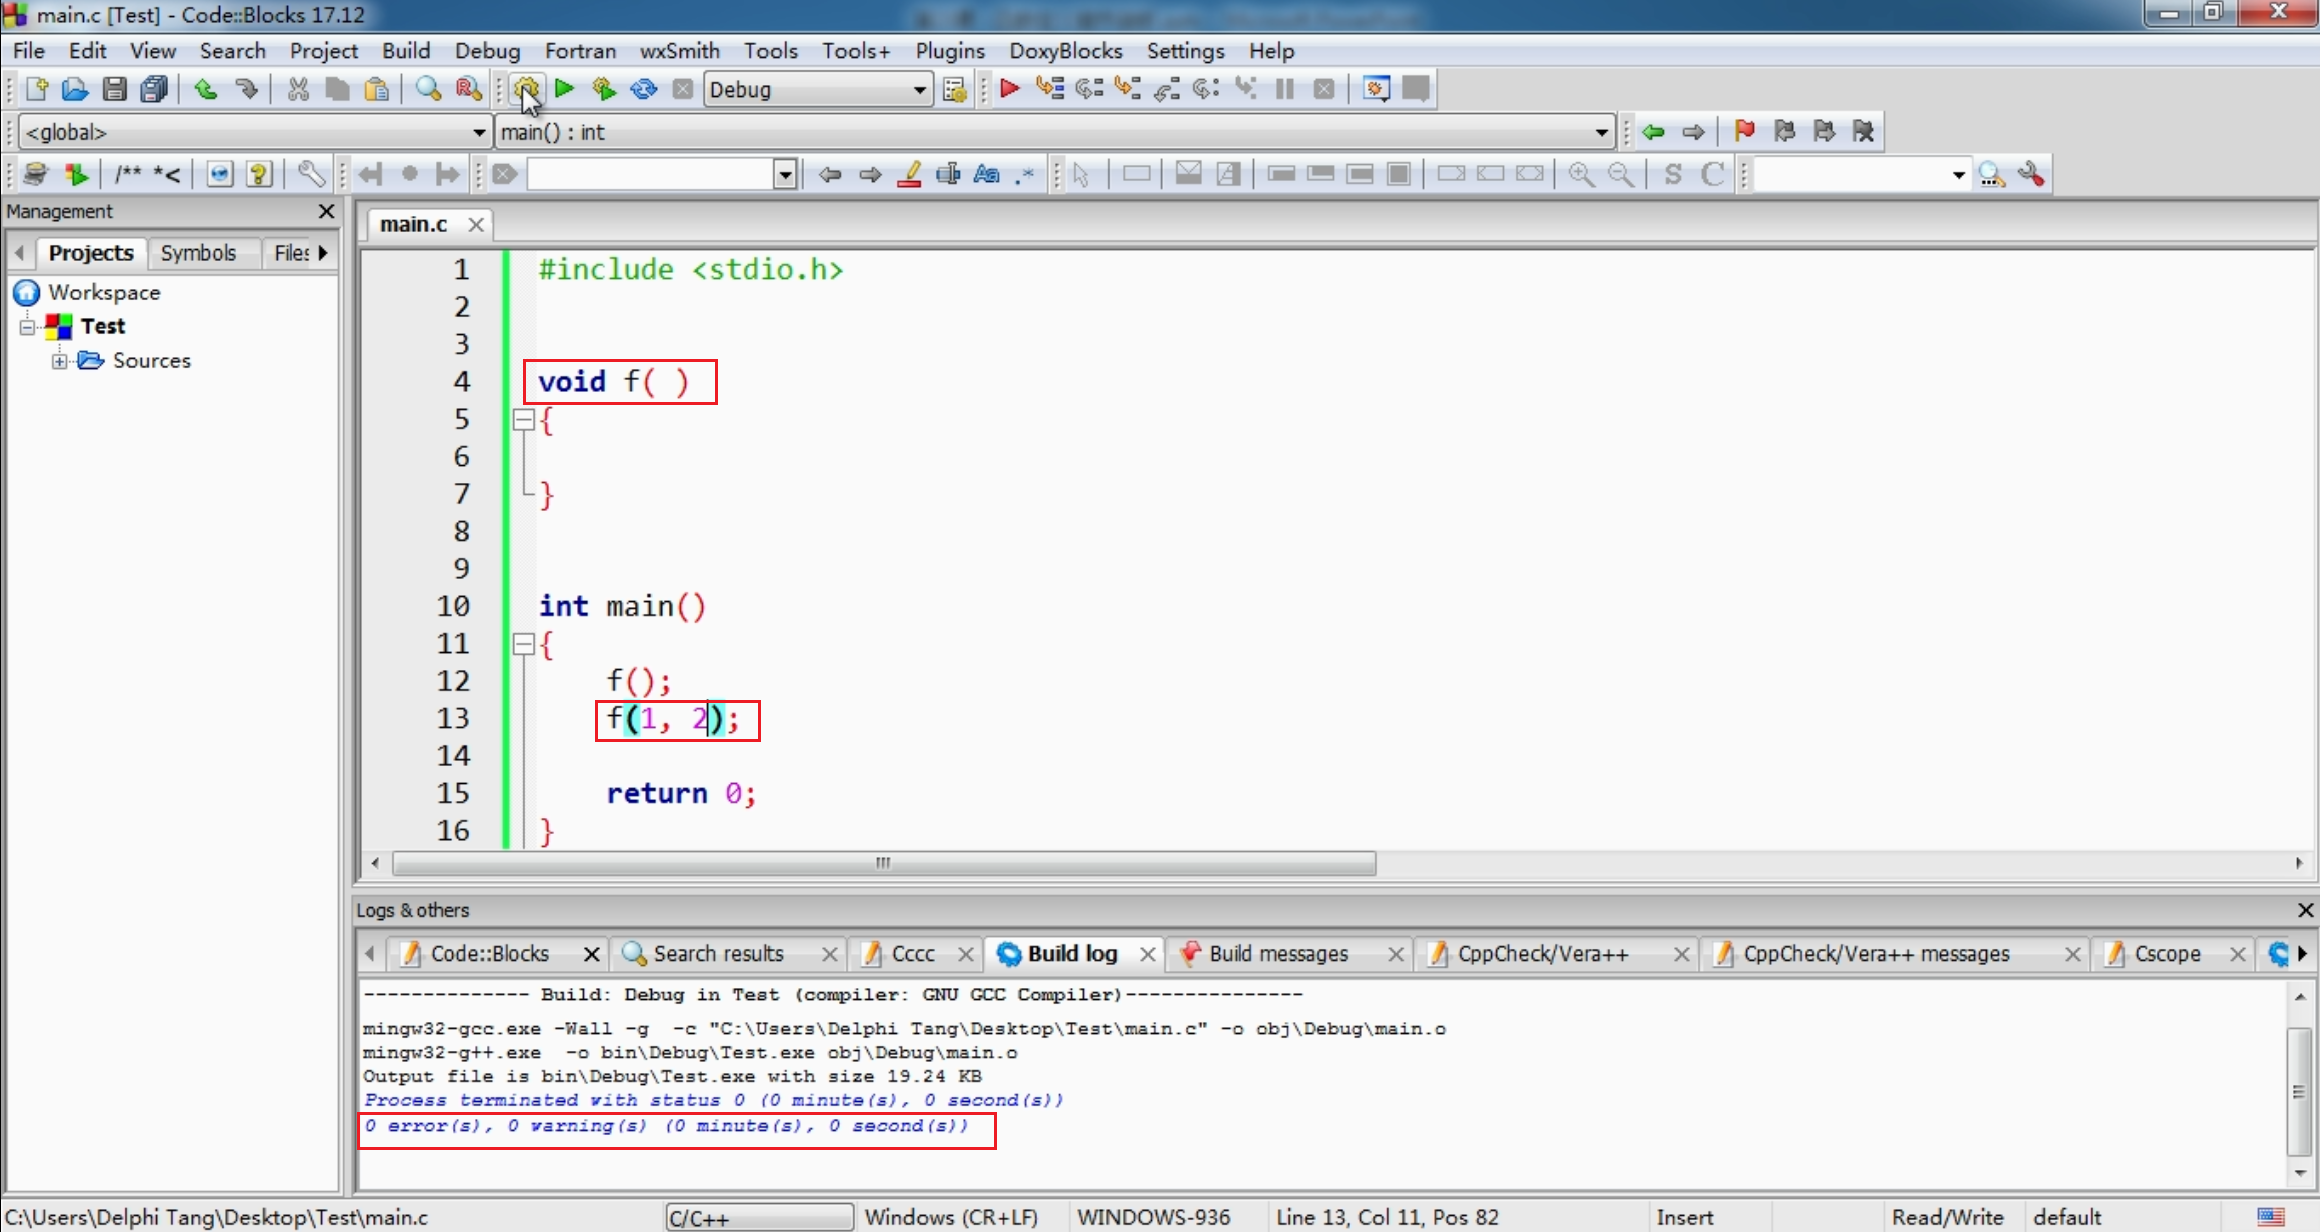 main.c [Test] - Code::Blocks 17.12
File Edit View Search Project Build Debug Fortran wxSmith Tools Tools+ Plugins DoxyBlocks Settings Help
Debug
<global> main() : int
/** *< Aa .* S C
Management
Projects Symbols Files
Workspace
Test
Sources
main.c
1 #include <stdio.h>
2
3
4 void f( )
5 {
6
7 }
8
9
10 int main()
11 {
12 f();
13 f(1, 2);
14
15 return 0;
16 }
Logs & others
Code::Blocks Search results Cccc Build log Build messages CppCheck/Vera++ CppCheck/Vera++ messages Cscope
-------------- Build: Debug in Test (compiler: GNU GCC Compiler)---------------
mingw32-gcc.exe -Wall -g  -c "C:\Users\Delphi Tang\Desktop\Test\main.c" -o obj\Debug\main.o
mingw32-g++.exe  -o bin\Debug\Test.exe obj\Debug\main.o
Output file is bin\Debug\Test.exe with size 19.24 KB
Process terminated with status 0 (0 minute(s), 0 second(s))
0 error(s), 0 warning(s) (0 minute(s), 0 second(s))
C:\Users\Delphi Tang\Desktop\Test\main.c C/C++ Windows (CR+LF) WINDOWS-936 Line 13, Col 11, Pos 82 Insert Read/Write default